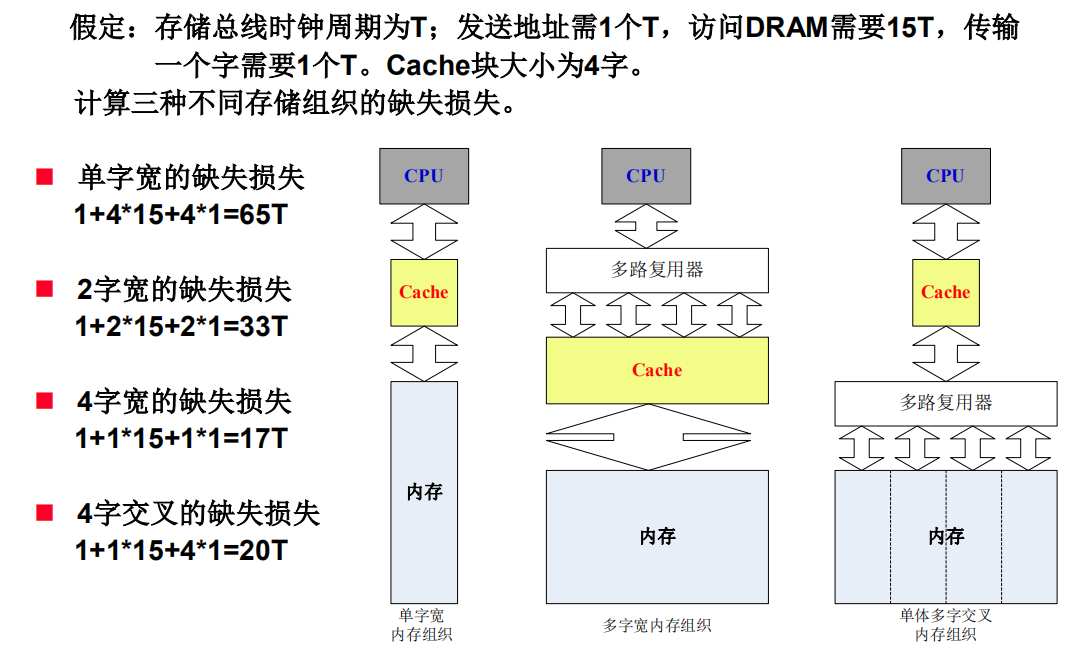 假定：存储总线时钟周期为T；发送地址需1个T，访问DRAM需要15T，传输
一个字需要1个T。Cache块大小为4字。
计算三种不同存储组织的缺失损失。
单字宽的缺失损失
1+4*15+4*1=65T
2字宽的缺失损失
1+2*15+2*1=33T
4字宽的缺失损失
1+1*15+1*1=17T
4字交叉的缺失损失
1+1*15+4*1=20T
CPU
Cache
内存
单字宽
内存组织
CPU
多路复用器
Cache
内存
多字宽内存组织
CPU
Cache
多路复用器
内存
单体多字交叉
内存组织